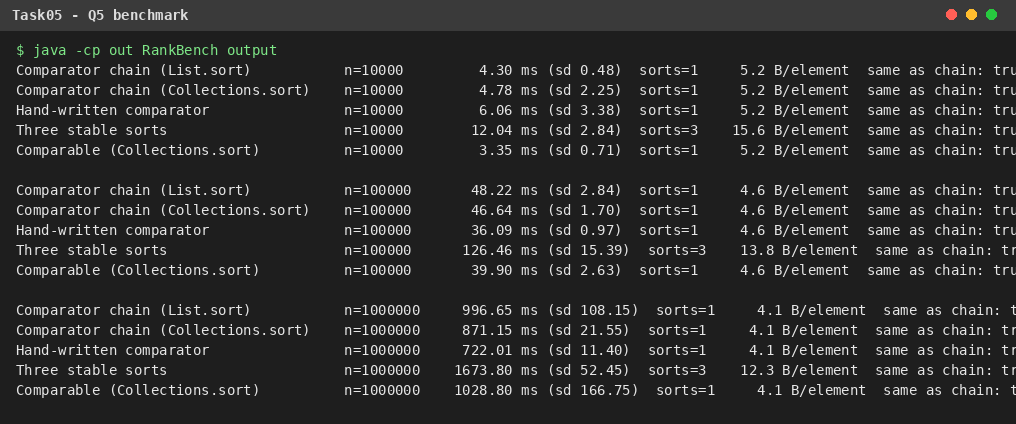 Task05 - Q5 benchmark
$ java -cp out RankBench output
Comparator chain (List.sort) n=10000 4.30 ms (sd 0.48) sorts=1 5.2 B/element same as chain: tru
Comparator chain (Collections.sort) n=10000 4.78 ms (sd 2.25) sorts=1 5.2 B/element same as chain: tru
Hand-written comparator n=10000 6.06 ms (sd 3.38) sorts=1 5.2 B/element same as chain: tru
Three stable sorts n=10000 12.04 ms (sd 2.84) sorts=3 15.6 B/element same as chain: tru
Comparable (Collections.sort) n=10000 3.35 ms (sd 0.71) sorts=1 5.2 B/element same as chain: tru
Comparator chain (List.sort) n=100000 48.22 ms (sd 2.84) sorts=1 4.6 B/element same as chain: tru
Comparator chain (Collections.sort) n=100000 46.64 ms (sd 1.70) sorts=1 4.6 B/element same as chain: tru
Hand-written comparator n=100000 36.09 ms (sd 0.97) sorts=1 4.6 B/element same as chain: tru
Three stable sorts n=100000 126.46 ms (sd 15.39) sorts=3 13.8 B/element same as chain: tr
Comparable (Collections.sort) n=100000 39.90 ms (sd 2.63) sorts=1 4.6 B/element same as chain: tru
Comparator chain (List.sort) n=1000000 996.65 ms (sd 108.15) sorts=1 4.1 B/element same as chain: t
Comparator chain (Collections.sort) n=1000000 871.15 ms (sd 21.55) sorts=1 4.1 B/element same as chain: tr
Hand-written comparator n=1000000 722.01 ms (sd 11.40) sorts=1 4.1 B/element same as chain: tr
Three stable sorts n=1000000 1673.80 ms (sd 52.45) sorts=3 12.3 B/element same as chain: tr
Comparable (Collections.sort) n=1000000 1028.80 ms (sd 166.75) sorts=1 4.1 B/element same as chain: t